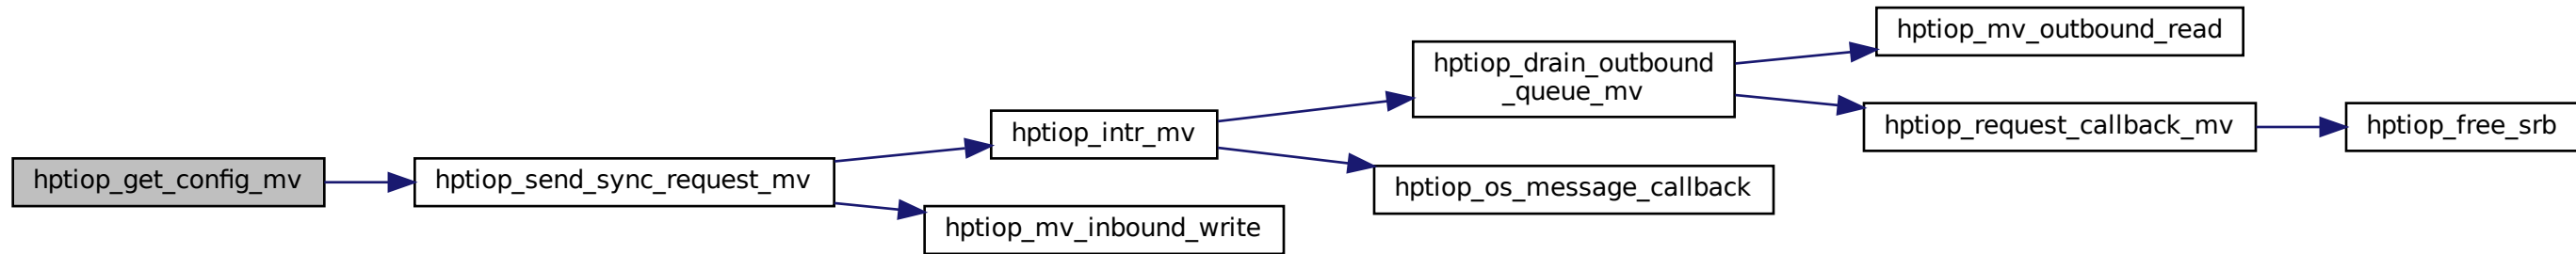 hptiop_get_config_mv
hptiop_send_sync_request_mv
hptiop_intr_mv
hptiop_mv_inbound_write
hptiop_drain_outbound
_queue_mv
hptiop_os_message_callback
hptiop_mv_outbound_read
hptiop_request_callback_mv
hptiop_free_srb